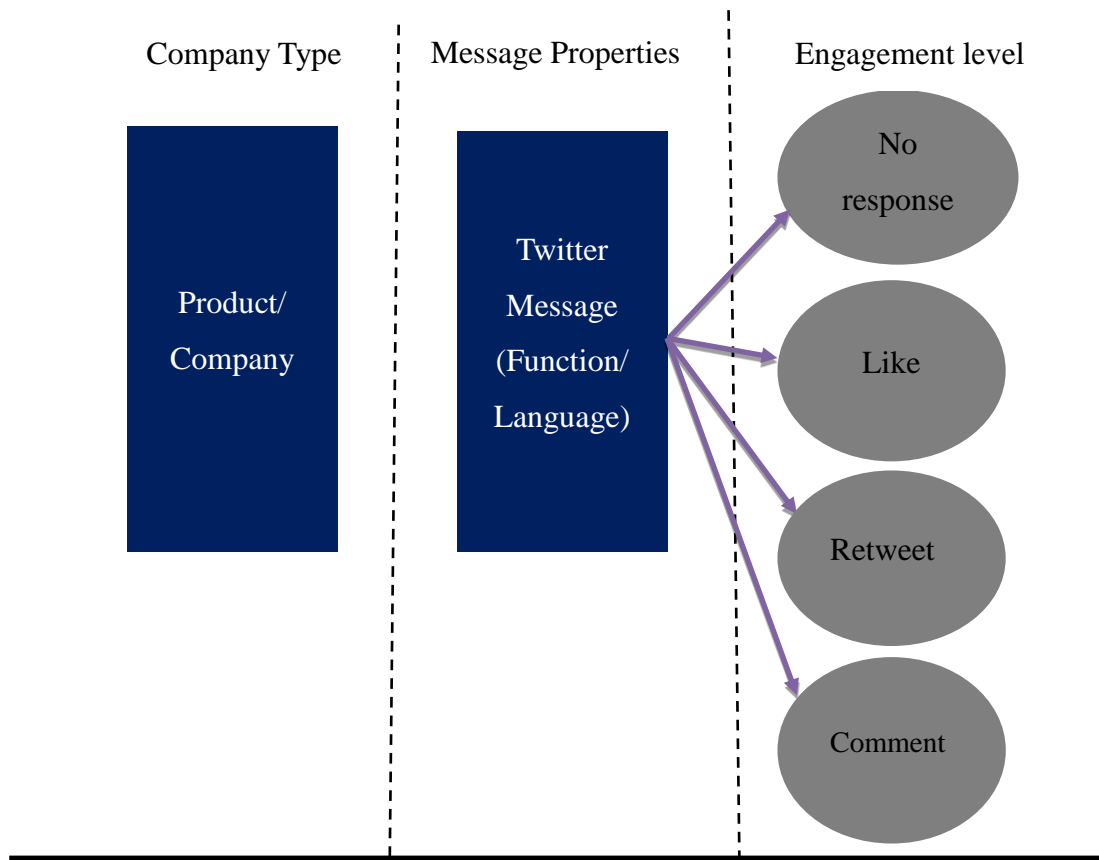 Company Type
Message Properties
Engagement level
Product/
Company
Twitter
Message
(Function/
Language)
No
response
Like
Retweet
Comment